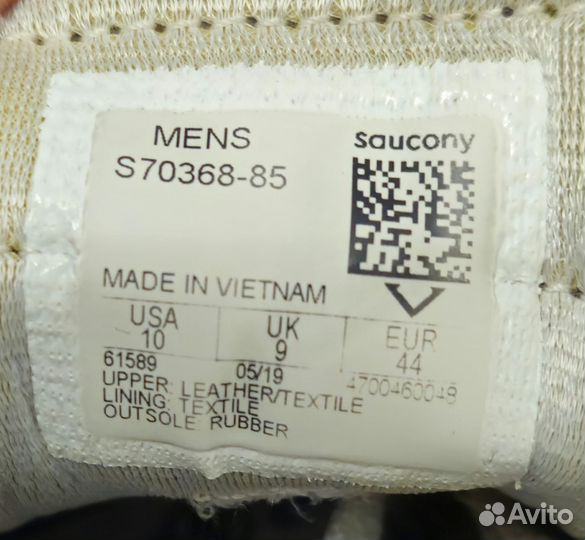 MENS
saucony
S70368-85
MADE IN VIETNAM
USA UK EUR
10 9 44
61589 05/19 4700460049
UPPER: LEATHER/TEXTILE
LINING: TEXTILE
OUTSOLE: RUBBER
Avito